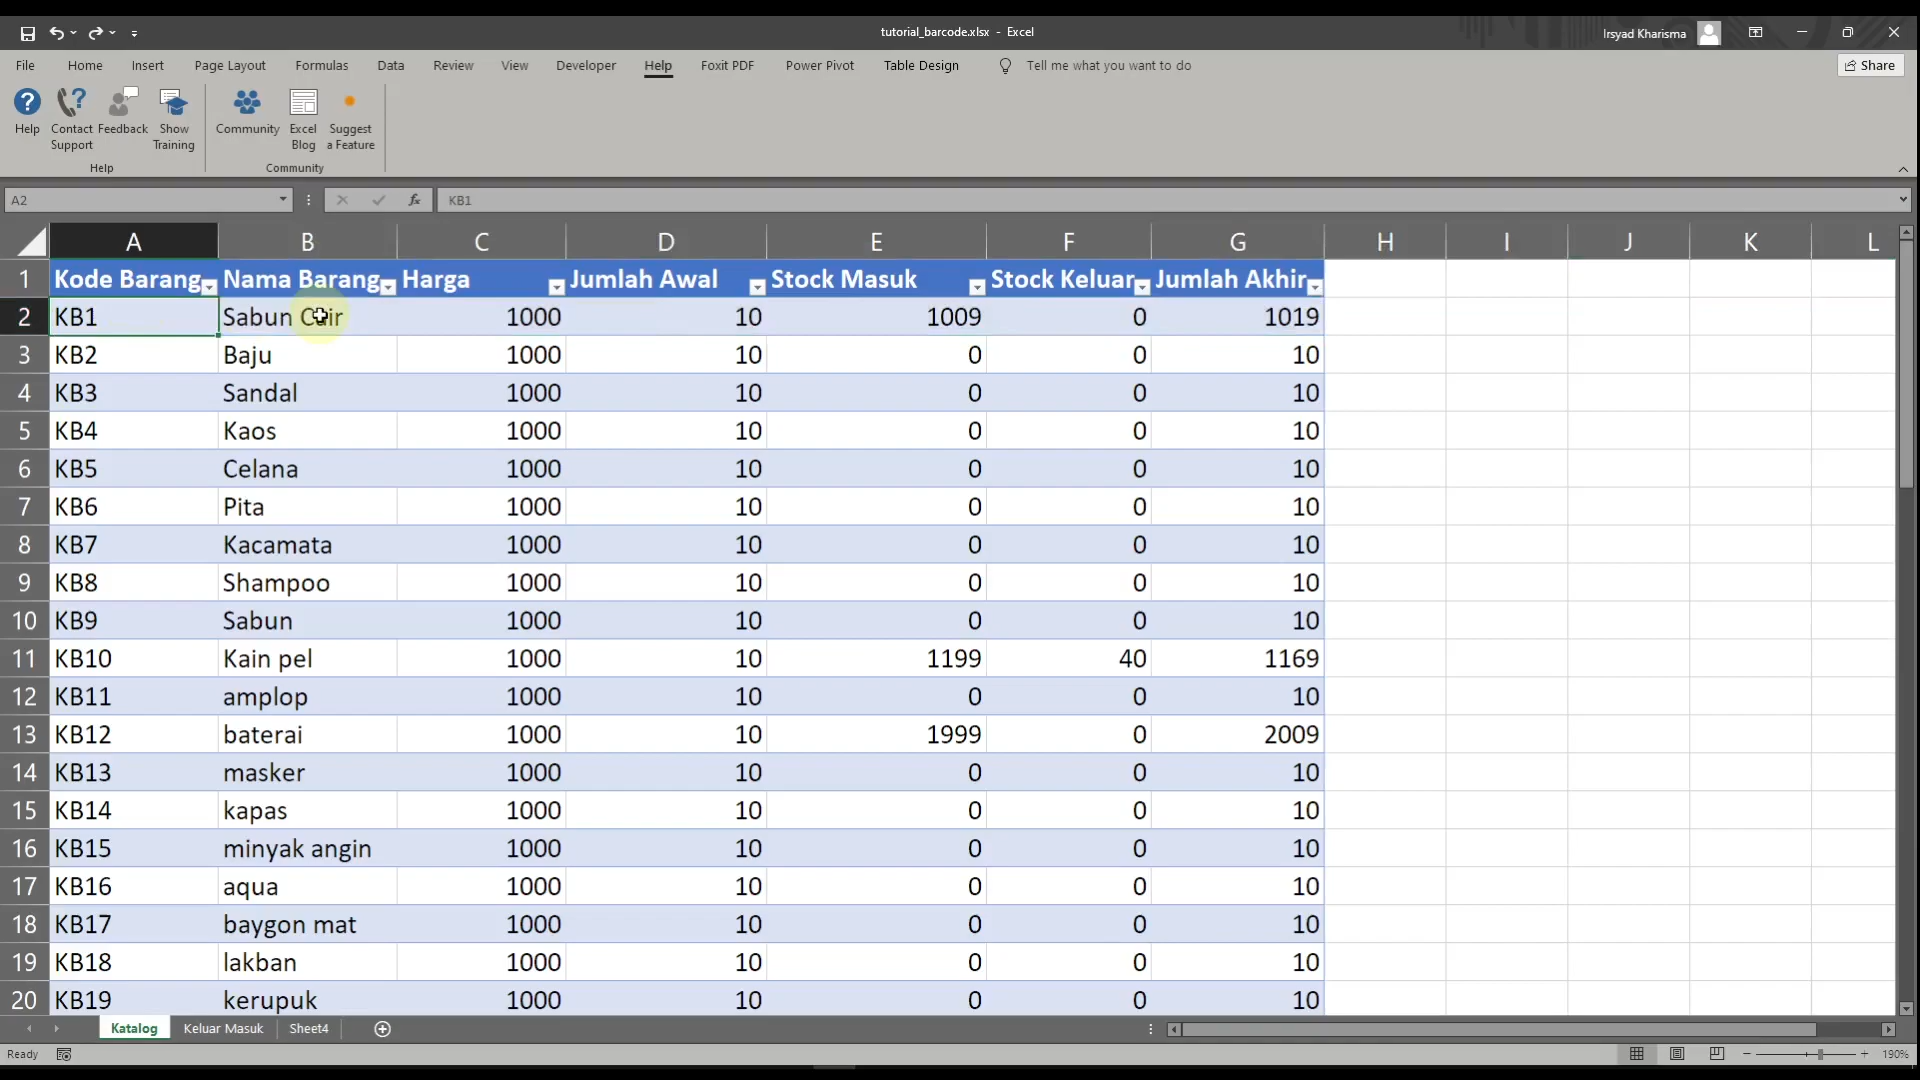 tutorial_barcode.xlsx - Excel
Irsyad Kharisma
File Home Insert Page Layout Formulas Data Review View Developer Help Foxit PDF Power Pivot Table Design Tell me what you want to do Share
Help Contact Support Feedback Show Training Community Excel Blog Suggest a Feature
Help Community
A2 fx KB1
A B C D E F G H I J K L
1 Kode Barang Nama Barang Harga Jumlah Awal Stock Masuk Stock Keluar Jumlah Akhir
2 KB1 Sabun Cair 1000 10 1009 0 1019
3 KB2 Baju 1000 10 0 0 10
4 KB3 Sandal 1000 10 0 0 10
5 KB4 Kaos 1000 10 0 0 10
6 KB5 Celana 1000 10 0 0 10
7 KB6 Pita 1000 10 0 0 10
8 KB7 Kacamata 1000 10 0 0 10
9 KB8 Shampoo 1000 10 0 0 10
10 KB9 Sabun 1000 10 0 0 10
11 KB10 Kain pel 1000 10 1199 40 1169
12 KB11 amplop 1000 10 0 0 10
13 KB12 baterai 1000 10 1999 0 2009
14 KB13 masker 1000 10 0 0 10
15 KB14 kapas 1000 10 0 0 10
16 KB15 minyak angin 1000 10 0 0 10
17 KB16 aqua 1000 10 0 0 10
18 KB17 baygon mat 1000 10 0 0 10
19 KB18 lakban 1000 10 0 0 10
20 KB19 kerupuk 1000 10 0 0 10
Katalog Keluar Masuk Sheet4
Ready 190%